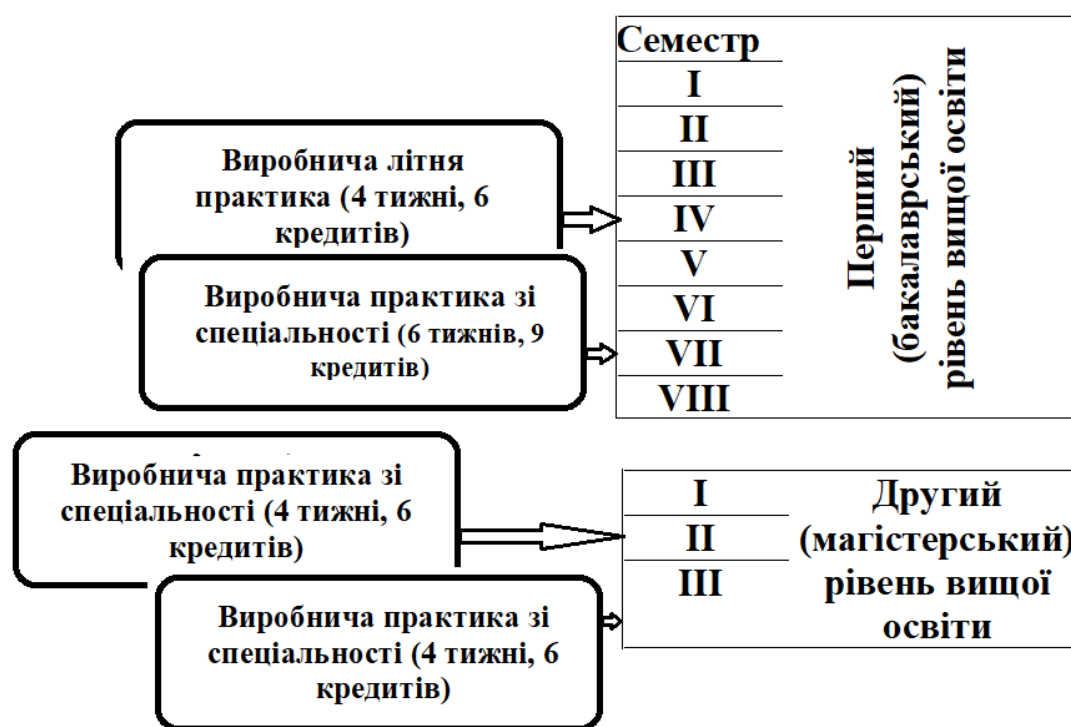 Семестр
I
II
III
IV
V
VI
VII
VIII
Перший
(бакалаврський)
рівень вищої освіти
Виробнича літня
практика (4 тижні, 6
кредитів)
Виробнича практика зі
спеціальності (6 тижнів, 9
кредитів)
Виробнича практика зі
спеціальності (4 тижні, 6
кредитів)
I
II
III
Другий
(магістерський)
рівень вищої
освіти
Виробнича практика зі
спеціальності (4 тижні, 6
кредитів)